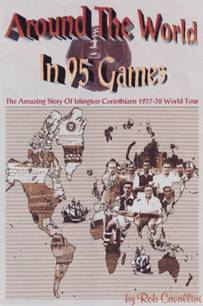 Around The World
In 95 Games
The Amazing Story Of Islington Corinthians 1937-38 World Tour
by Rob Cavallini